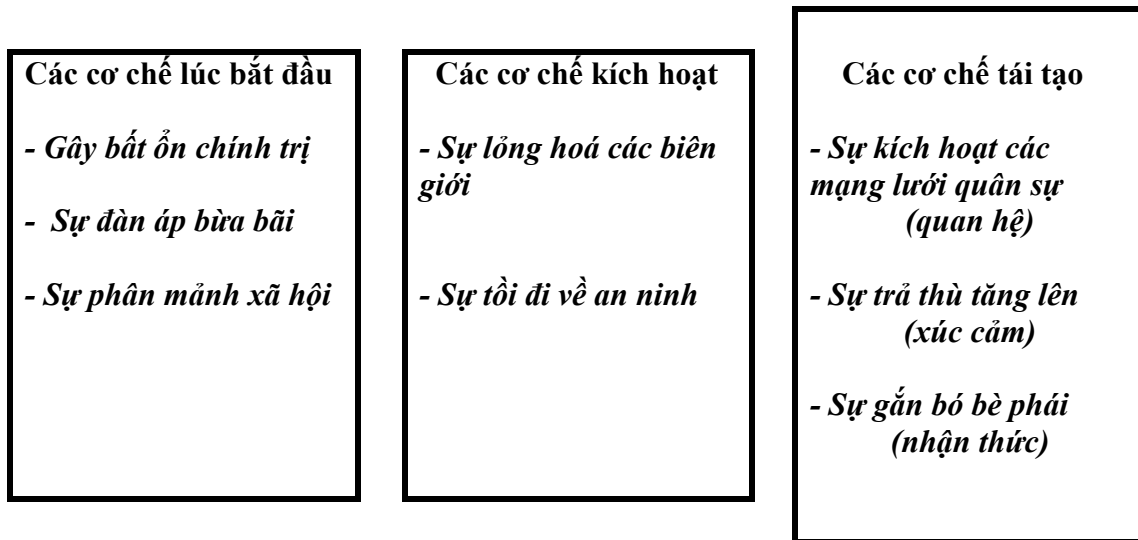 Các cơ chế lúc bắt đầu
- Gây bất ổn chính trị
- Sự đàn áp bừa bãi
- Sự phân mảnh xã hội
Các cơ chế kích hoạt
- Sự lỏng hoá các biên
giới
- Sự tồi đi về an ninh
Các cơ chế tái tạo
- Sự kích hoạt các
mạng lưới quân sự
(quan hệ)
- Sự trả thù tăng lên
(xúc cảm)
- Sự gắn bó bè phái
(nhận thức)